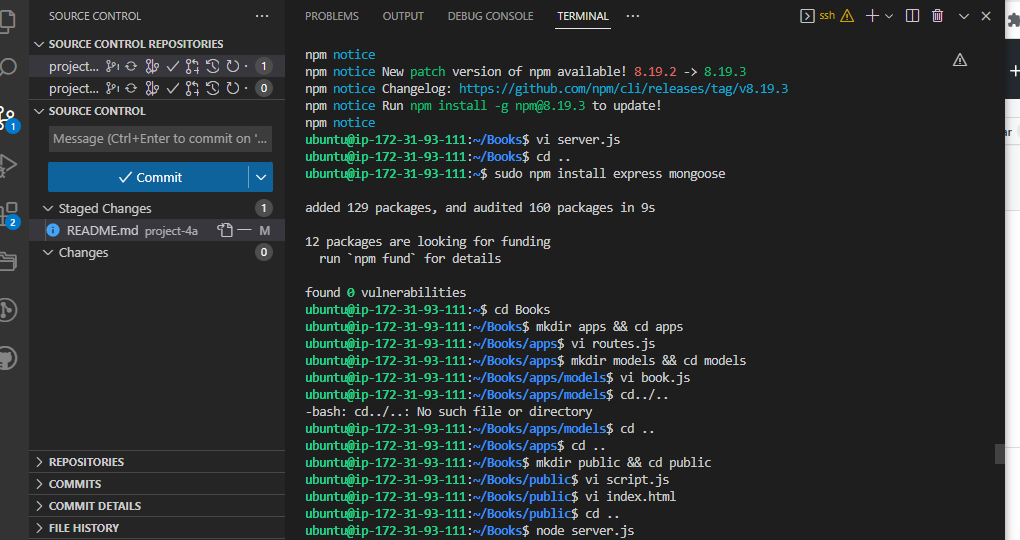 SOURCE CONTROL
SOURCE CONTROL REPOSITORIES
project... 1
project... 0
SOURCE CONTROL
Message (Ctrl+Enter to commit on '...
Commit
Staged Changes 1
README.md project-4a M
Changes 0
REPOSITORIES
COMMITS
COMMIT DETAILS
FILE HISTORY
1
2
PROBLEMS OUTPUT DEBUG CONSOLE TERMINAL ... ssh
npm notice
npm notice New patch version of npm available! 8.19.2 -> 8.19.3
npm notice Changelog: https://github.com/npm/cli/releases/tag/v8.19.3
npm notice Run npm install -g npm@8.19.3 to update!
npm notice
ubuntu@ip-172-31-93-111:~/Books$ vi server.js
ubuntu@ip-172-31-93-111:~/Books$ cd ..
ubuntu@ip-172-31-93-111:~$ sudo npm install express mongoose
added 129 packages, and audited 160 packages in 9s
12 packages are looking for funding
run `npm fund` for details
found 0 vulnerabilities
ubuntu@ip-172-31-93-111:~$ cd Books
ubuntu@ip-172-31-93-111:~/Books$ mkdir apps && cd apps
ubuntu@ip-172-31-93-111:~/Books/apps$ vi routes.js
ubuntu@ip-172-31-93-111:~/Books/apps$ mkdir models && cd models
ubuntu@ip-172-31-93-111:~/Books/apps/models$ vi book.js
ubuntu@ip-172-31-93-111:~/Books/apps/models$ cd../..
-bash: cd../..: No such file or directory
ubuntu@ip-172-31-93-111:~/Books/apps/models$ cd ..
ubuntu@ip-172-31-93-111:~/Books/apps$ cd ..
ubuntu@ip-172-31-93-111:~/Books$ mkdir public && cd public
ubuntu@ip-172-31-93-111:~/Books/public$ vi script.js
ubuntu@ip-172-31-93-111:~/Books/public$ vi index.html
ubuntu@ip-172-31-93-111:~/Books/public$ cd ..
ubuntu@ip-172-31-93-111:~/Books$ node server.js
ar